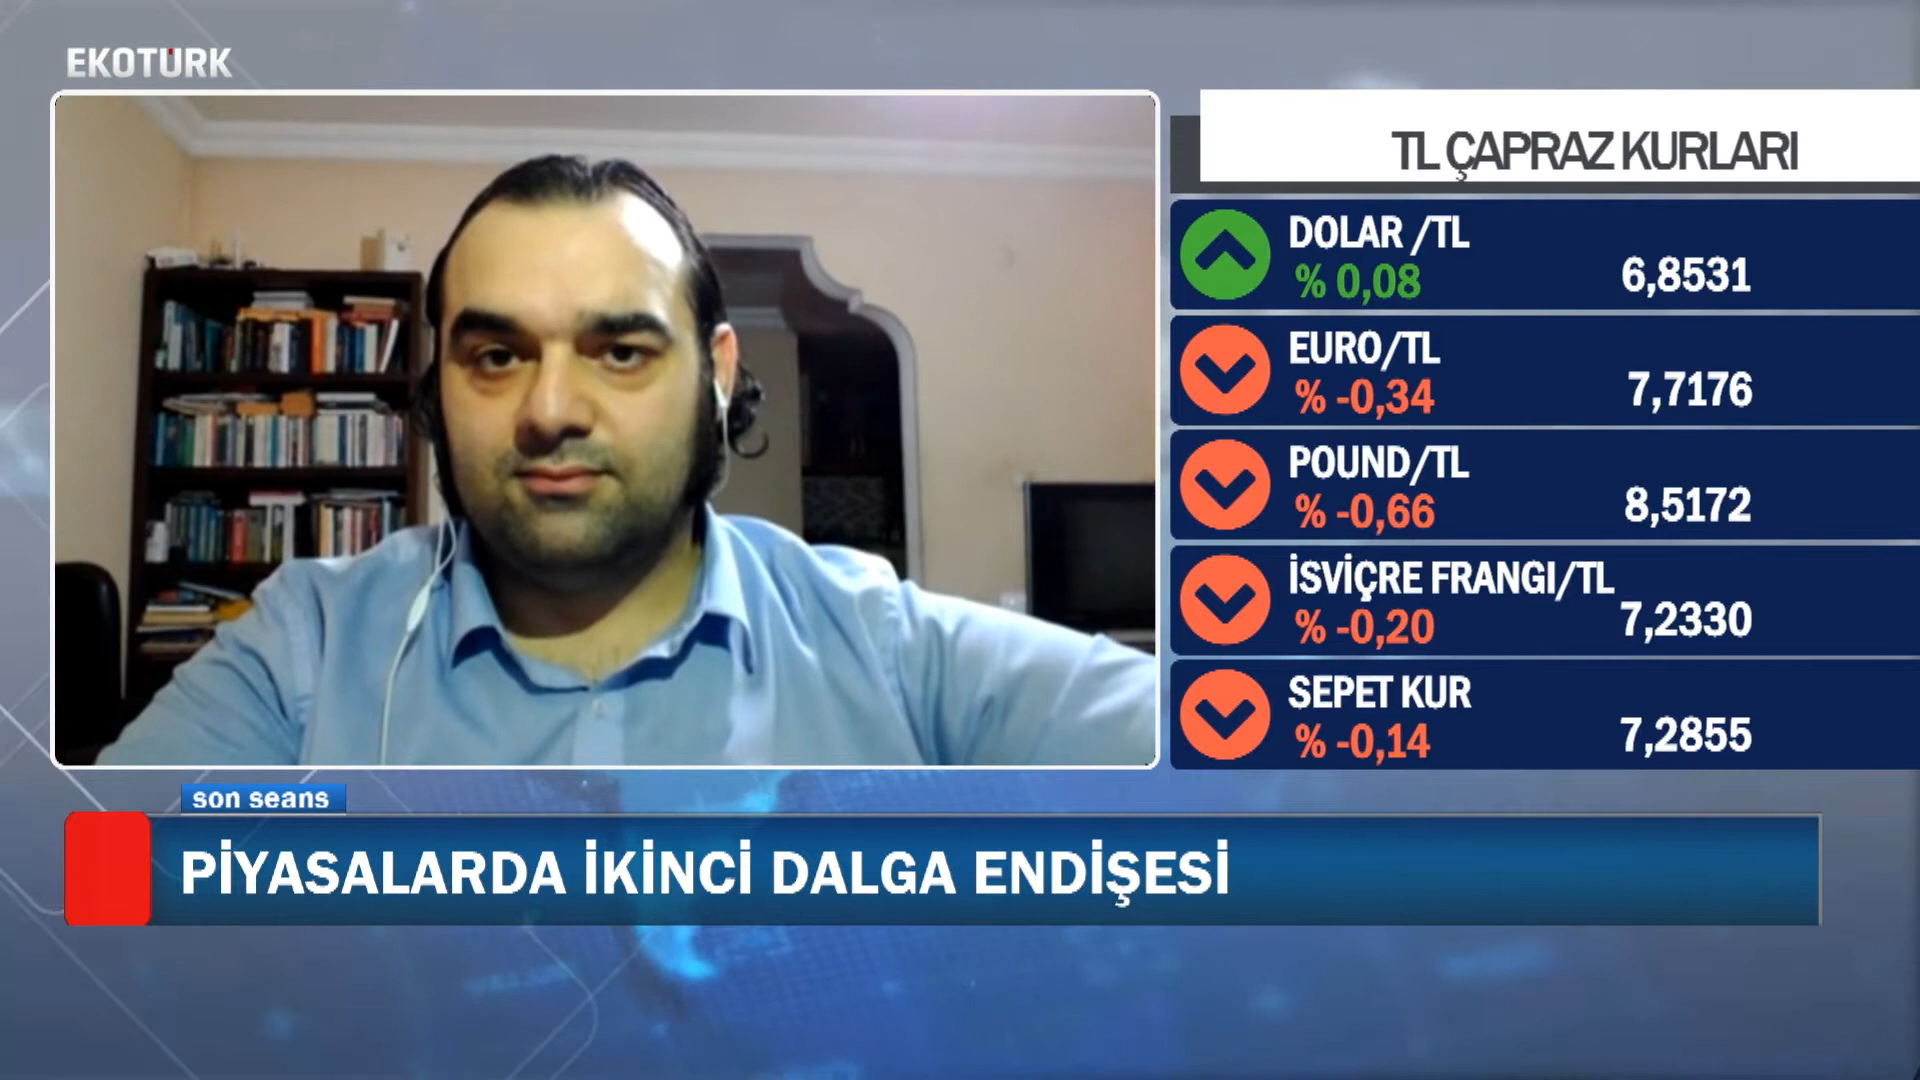 EKOTÜRK
TL ÇAPRAZ KURLARI
DOLAR /TL
% 0,08
6,8531
EURO/TL
% -0,34
7,7176
POUND/TL
% -0,66
8,5172
İSVİÇRE FRANGI/TL
% -0,20
7,2330
SEPET KUR
% -0,14
7,2855
son seans
PİYASALARDA İKİNCİ DALGA ENDİŞESİ